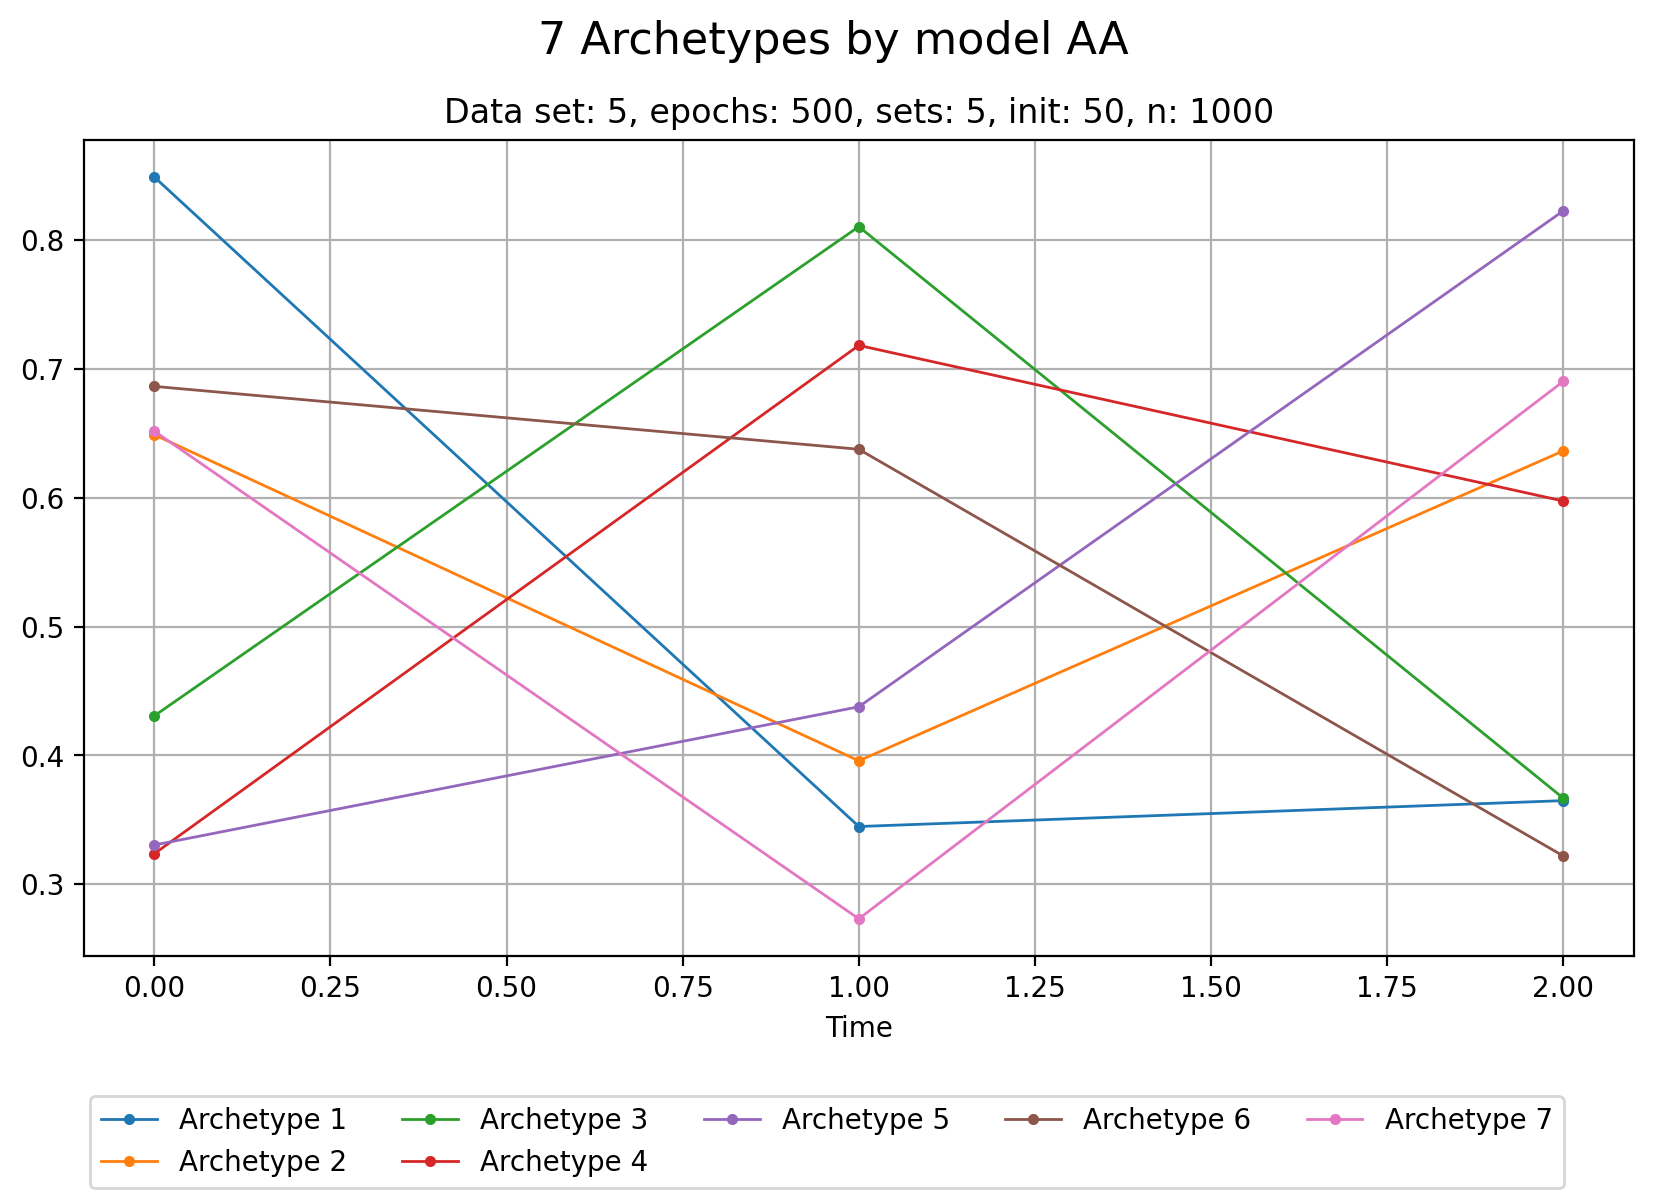 7 Archetypes by model AA
Data set: 5, epochs: 500, sets: 5, init: 50, n: 1000
0.8
0.7
0.6
0.5
0.4
0.3
0.00 0.25 0.50 0.75 1.00 1.25 1.50 1.75 2.00
Time
Archetype 1 Archetype 3 Archetype 5 Archetype 6 Archetype 7
Archetype 2 Archetype 4